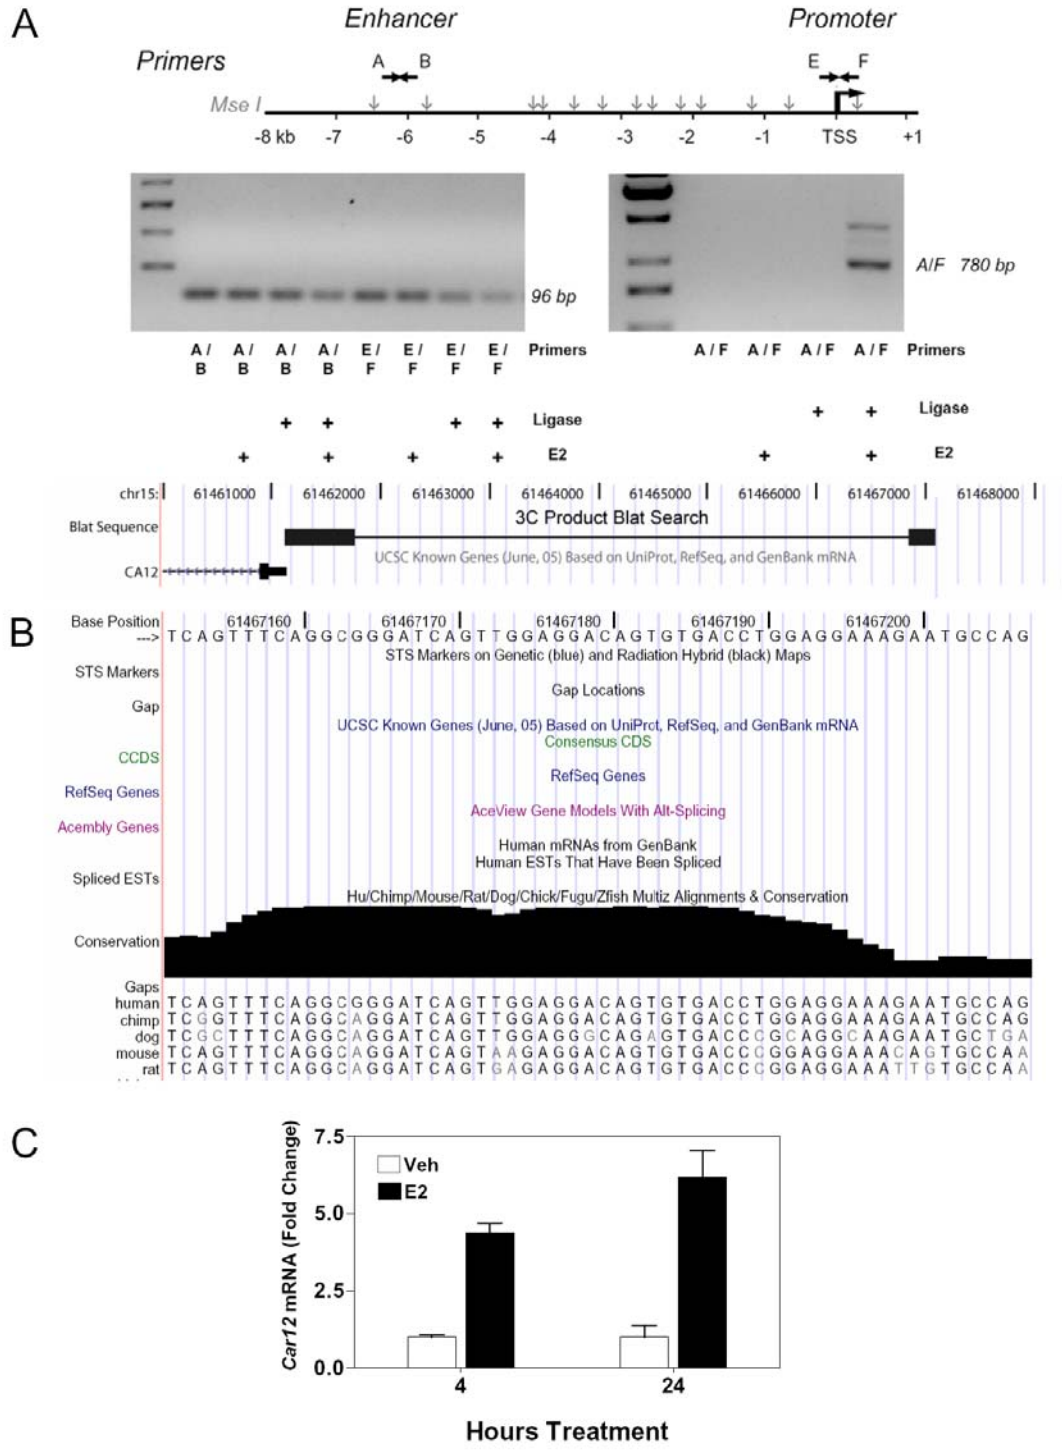 A
Enhancer Promoter
Primers A B E F
Mse I
-8 kb -7 -6 -5 -4 -3 -2 -1 TSS +1
96 bp
A/F 780 bp
A / A / A / A / E / E / E / E / Primers
B B B B F F F F
A / F A / F A / F A / F Primers
+ + + + Ligase
+ + + + E2
+ + Ligase
+ + E2
chr15: 61461000 61462000 61463000 61464000 61465000 61466000 61467000 61468000
3C Product Blat Search
Blat Sequence
UCSC Known Genes (June, 05) Based on UniProt, RefSeq, and GenBank mRNA
CA12
B
Base Position 61467160 61467170 61467180 61467190 61467200
---> T C A G T T T C A G G C G G G A T C A G T T G G A G G A C A G T G T G A C C T G G A G G A A A G A A T G C C A G
STS Markers on Genetic (blue) and Radiation Hybrid (black) Maps
STS Markers
Gap Locations
Gap
UCSC Known Genes (June, 05) Based on UniProt, RefSeq, and GenBank mRNA
Consensus CDS
CCDS
RefSeq Genes
RefSeq Genes
AceView Gene Models With Alt-Splicing
Acembly Genes
Human mRNAs from GenBank
Human ESTs That Have Been Spliced
Spliced ESTs
Hu/Chimp/Mouse/Rat/Dog/Chick/Fugu/Zfish Multiz Alignments & Conservation
Conservation
Gaps
human T C A G T T T C A G G C G G G A T C A G T T G G A G G A C A G T G T G A C C T G G A G G A A A G A A T G C C A G
chimp T C G G T T T C A G G C A G G A T C A G T T G G A G G A C A G T G T G A C C T G G A G G A A A G A A T G C C A G
dog T C G C T T T C A G G C A G G A T C A G T T G G A G G G C A G A G T G A C C C G C A G G C A A G A A T G C T G A
mouse T C A G T T T C A G G C A G G A T C A G T A A G A G G A C A G T G T G A C C C G G A G G A A A C A G T G C C A A
rat T C A G T T T C A G G C A G G A T C A G T G A G A G G A C A G T G T G A C C C G G A G G A A A T T G T G C C A A
C
Car12 mRNA (Fold Change)
7.5
5.0
2.5
0.0
Veh
E2
4 24
Hours Treatment